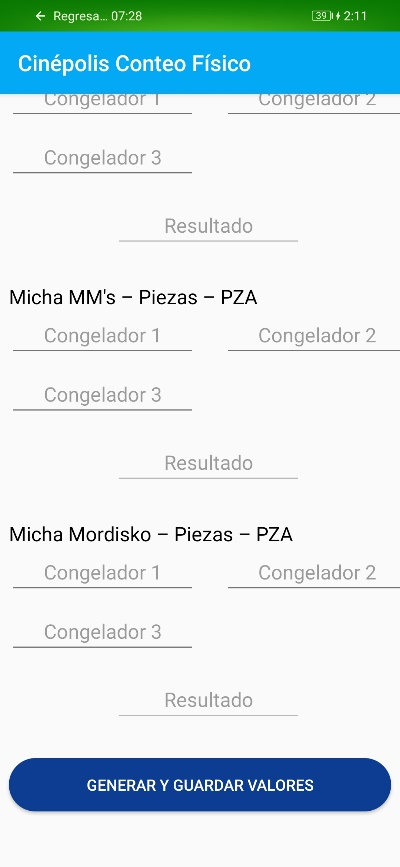 Regresa... 07:28 39 2:11
Cinépolis Conteo Físico
Congelador 1 Congelador 2
Congelador 3
Resultado
Micha MM's – Piezas – PZA
Congelador 1 Congelador 2
Congelador 3
Resultado
Micha Mordisko – Piezas – PZA
Congelador 1 Congelador 2
Congelador 3
Resultado
GENERAR Y GUARDAR VALORES